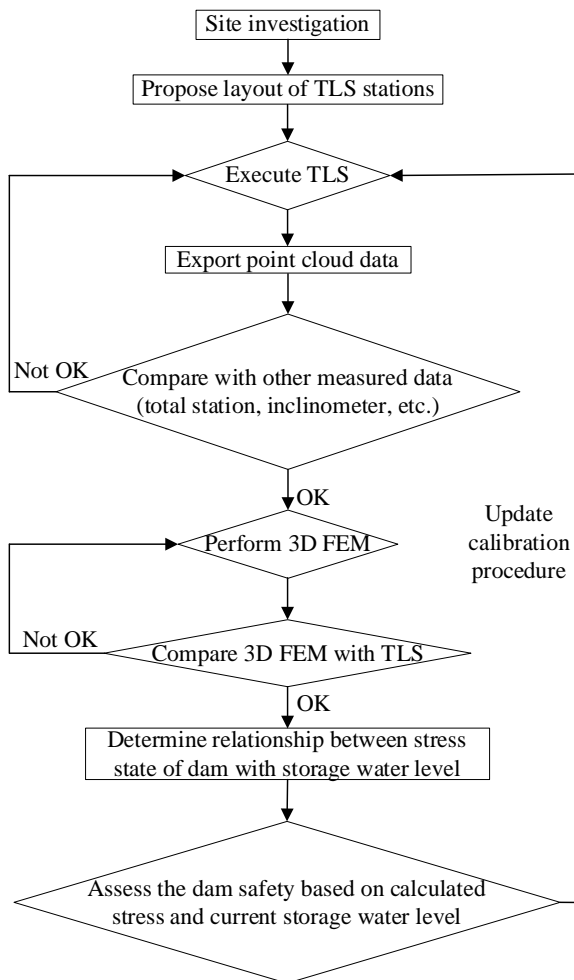 Site investigation
Propose layout of TLS stations
Execute TLS
Export point cloud data
Not OK
Compare with other measured data
(total station, inclinometer, etc.)
OK
Perform 3D FEM
Update
calibration
procedure
Not OK
Compare 3D FEM with TLS
OK
Determine relationship between stress
state of dam with storage water level
Assess the dam safety based on calculated
stress and current storage water level